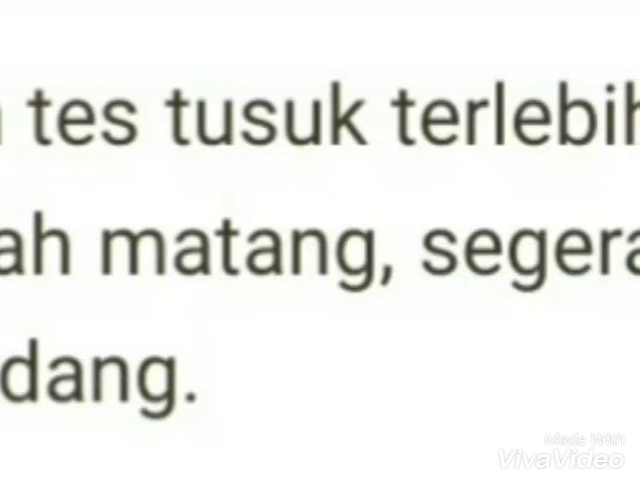 tes tusuk terlebih
ah matang, segera
dang.
Made With
VivaVideo